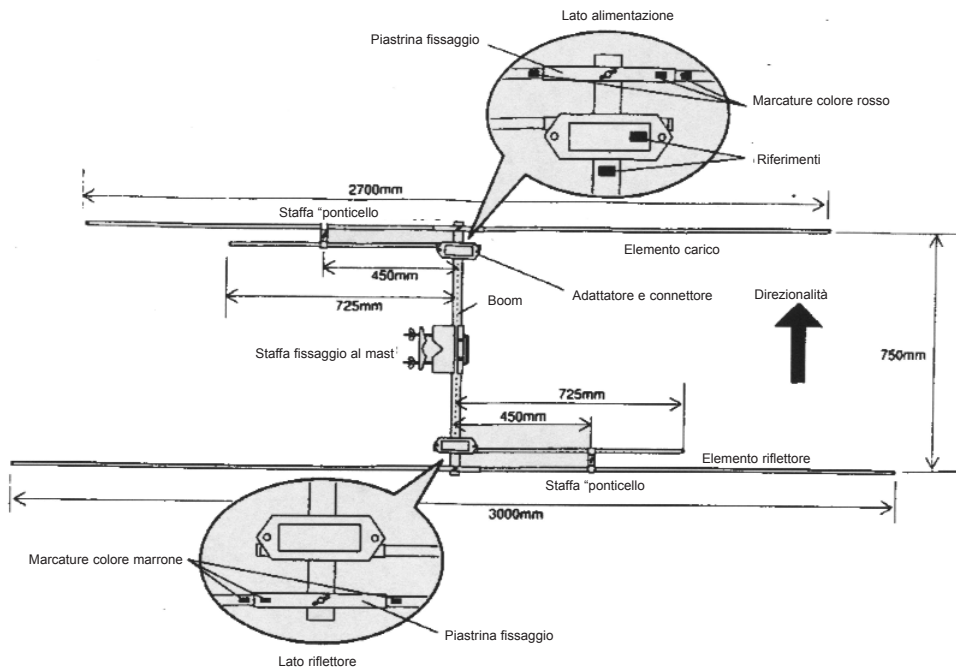 Lato alimentazione
Piastrina fissaggio
Marcature colore rosso
Riferimenti
2700mm
Staffa "ponticello
Elemento carico
450mm
Adattatore e connettore
725mm
Boom
Direzionalità
Staffa fissaggio al mast
750mm
725mm
450mm
Elemento riflettore
Staffa "ponticello
3000mm
Marcature colore marrone
Piastrina fissaggio
Lato riflettore